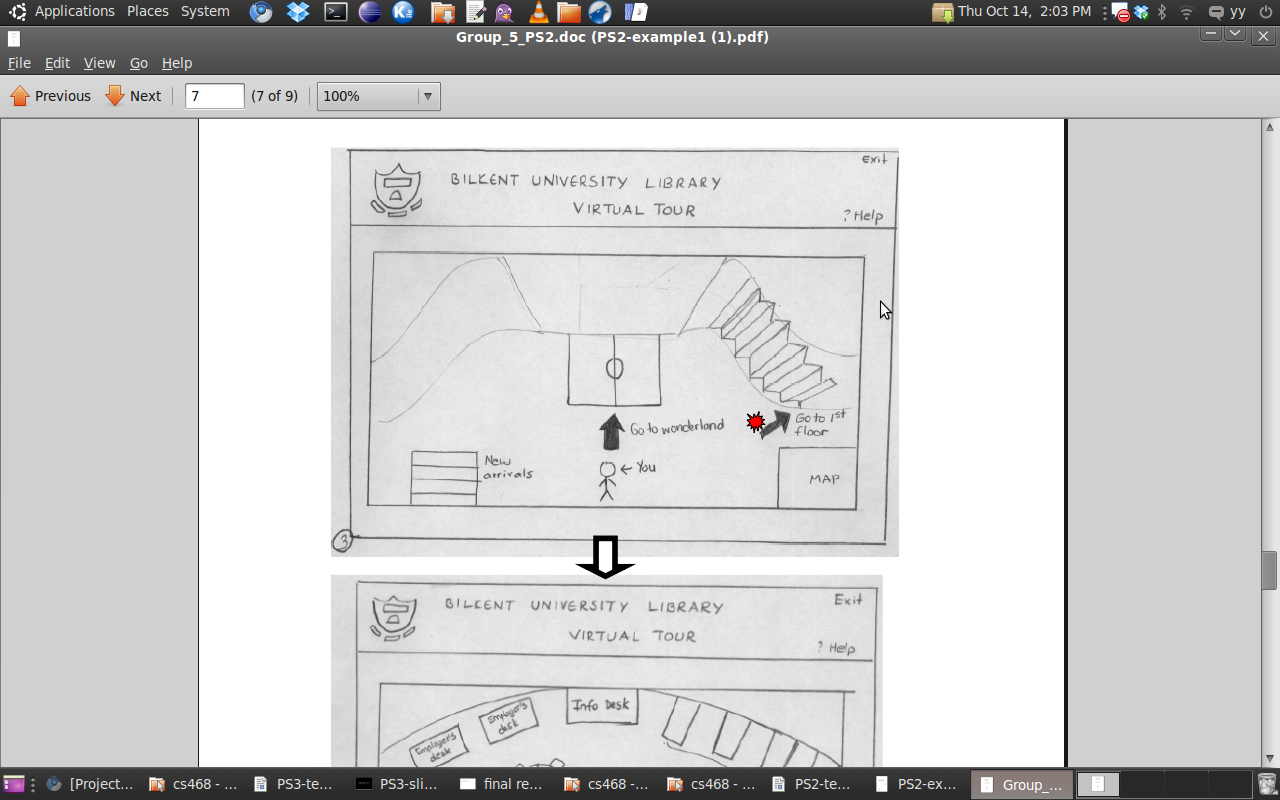 Applications Places System
Thu Oct 14, 2:03 PM
yy
Group_5_PS2.doc (PS2-example1 (1).pdf)
File Edit View Go Help
Previous Next 7 (7 of 9) 100%
Exit
BILKENT UNIVERSITY LIBRARY
VIRTUAL TOUR
? Help
Go to wonderland
Go to 1st
floor
← You
New
arrivals
MAP
3
Exit
BILKENT UNIVERSITY LIBRARY
VIRTUAL TOUR
? Help
Info Desk
Employer's
desk
Employer's
desk
[Project... cs468 - ... PS3-te... PS3-sli... final re... cs468 -... cs468 - ... PS2-te... PS2-ex... Group_...